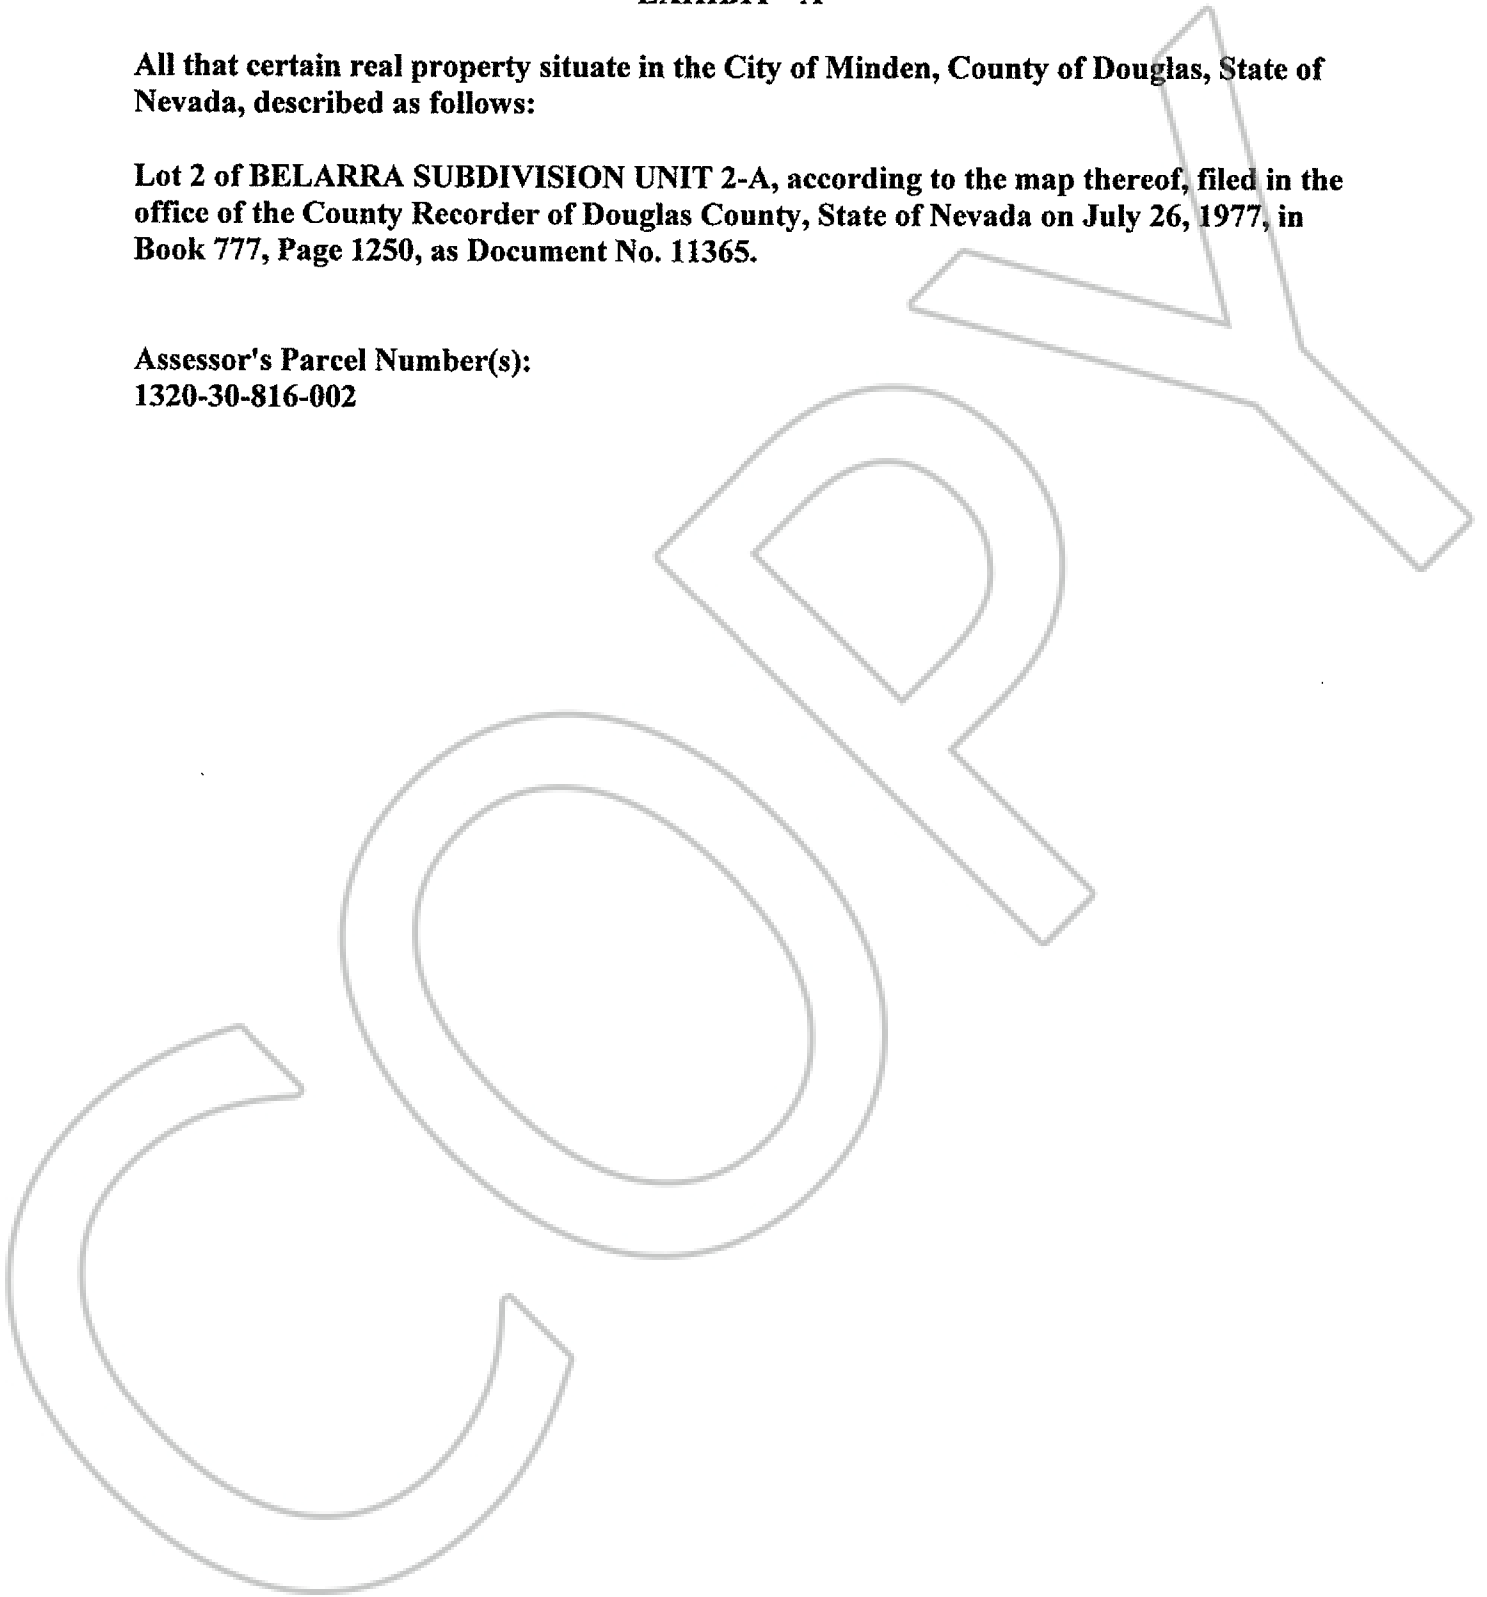 All that certain real property situate in the City of Minden, County of Douglas, State of
Nevada, described as follows:
Lot 2 of BELARRA SUBDIVISION UNIT 2-A, according to the map thereof, filed in the
office of the County Recorder of Douglas County, State of Nevada on July 26, 1977, in
Book 777, Page 1250, as Document No. 11365.
Assessor's Parcel Number(s):
1320-30-816-002
COPY